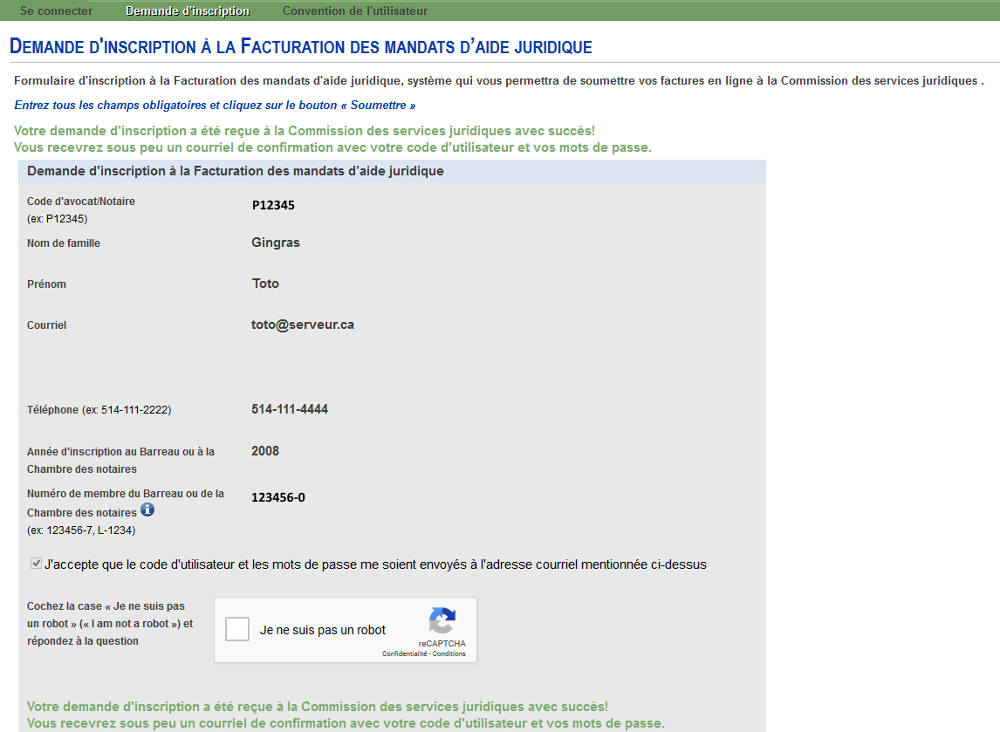 Se connecter Demande d'inscription Convention de l'utilisateur
DEMANDE D'INSCRIPTION À LA FACTURATION DES MANDATS D’AIDE JURIDIQUE
Formulaire d'inscription à la Facturation des mandats d'aide juridique, système qui vous permettra de soumettre vos factures en ligne à la Commission des services juridiques .
Entrez tous les champs obligatoires et cliquez sur le bouton « Soumettre »
Votre demande d'inscription a été reçue à la Commission des services juridiques avec succès!
Vous recevrez sous peu un courriel de confirmation avec votre code d'utilisateur et vos mots de passe.
Demande d'inscription à la Facturation des mandats d’aide juridique
Code d'avocat/Notaire P12345
(ex: P12345)
Nom de famille Gingras
Prénom Toto
Courriel toto@serveur.ca
Téléphone (ex: 514-111-2222) 514-111-4444
Année d'inscription au Barreau ou à la 2008
Chambre des notaires
Numéro de membre du Barreau ou de la 123456-0
Chambre des notaires i
(ex: 123456-7, L-1234)
J'accepte que le code d'utilisateur et les mots de passe me soient envoyés à l'adresse courriel mentionnée ci-dessus
Cochez la case « Je ne suis pas
un robot » (« I am not a robot ») et
répondez à la question
Je ne suis pas un robot
reCAPTCHA
Confidentialité - Conditions
Votre demande d'inscription a été reçue à la Commission des services juridiques avec succès!
Vous recevrez sous peu un courriel de confirmation avec votre code d'utilisateur et vos mots de passe.